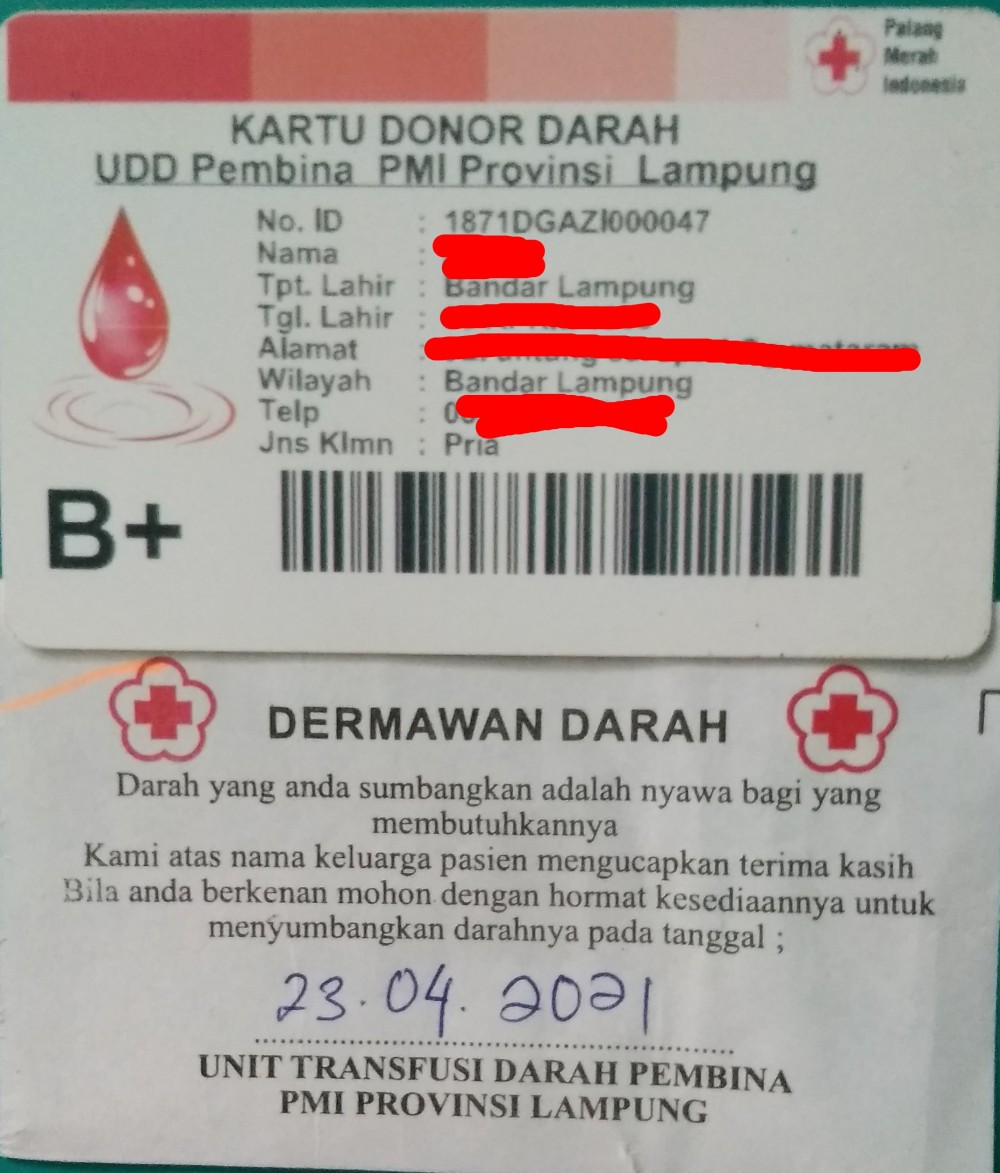 Palang
Merah
Indonesia
KARTU DONOR DARAH
UDD Pembina PMI Provinsi Lampung
No. ID : 1871DGAZI000047
Nama :
Tpt. Lahir : Bandar Lampung
Tgl. Lahir :
Alamat
Wilayah : Bandar Lampung
Telp : 0
Jns Klmn : Pria
B+
DERMAWAN DARAH
Darah yang anda sumbangkan adalah nyawa bagi yang
membutuhkannya
Kami atas nama keluarga pasien mengucapkan terima kasih
Bila anda berkenan mohon dengan hormat kesediaannya untuk
menyumbangkan darahnya pada tanggal ;
23.04.2021
UNIT TRANSFUSI DARAH PEMBINA
PMI PROVINSI LAMPUNG